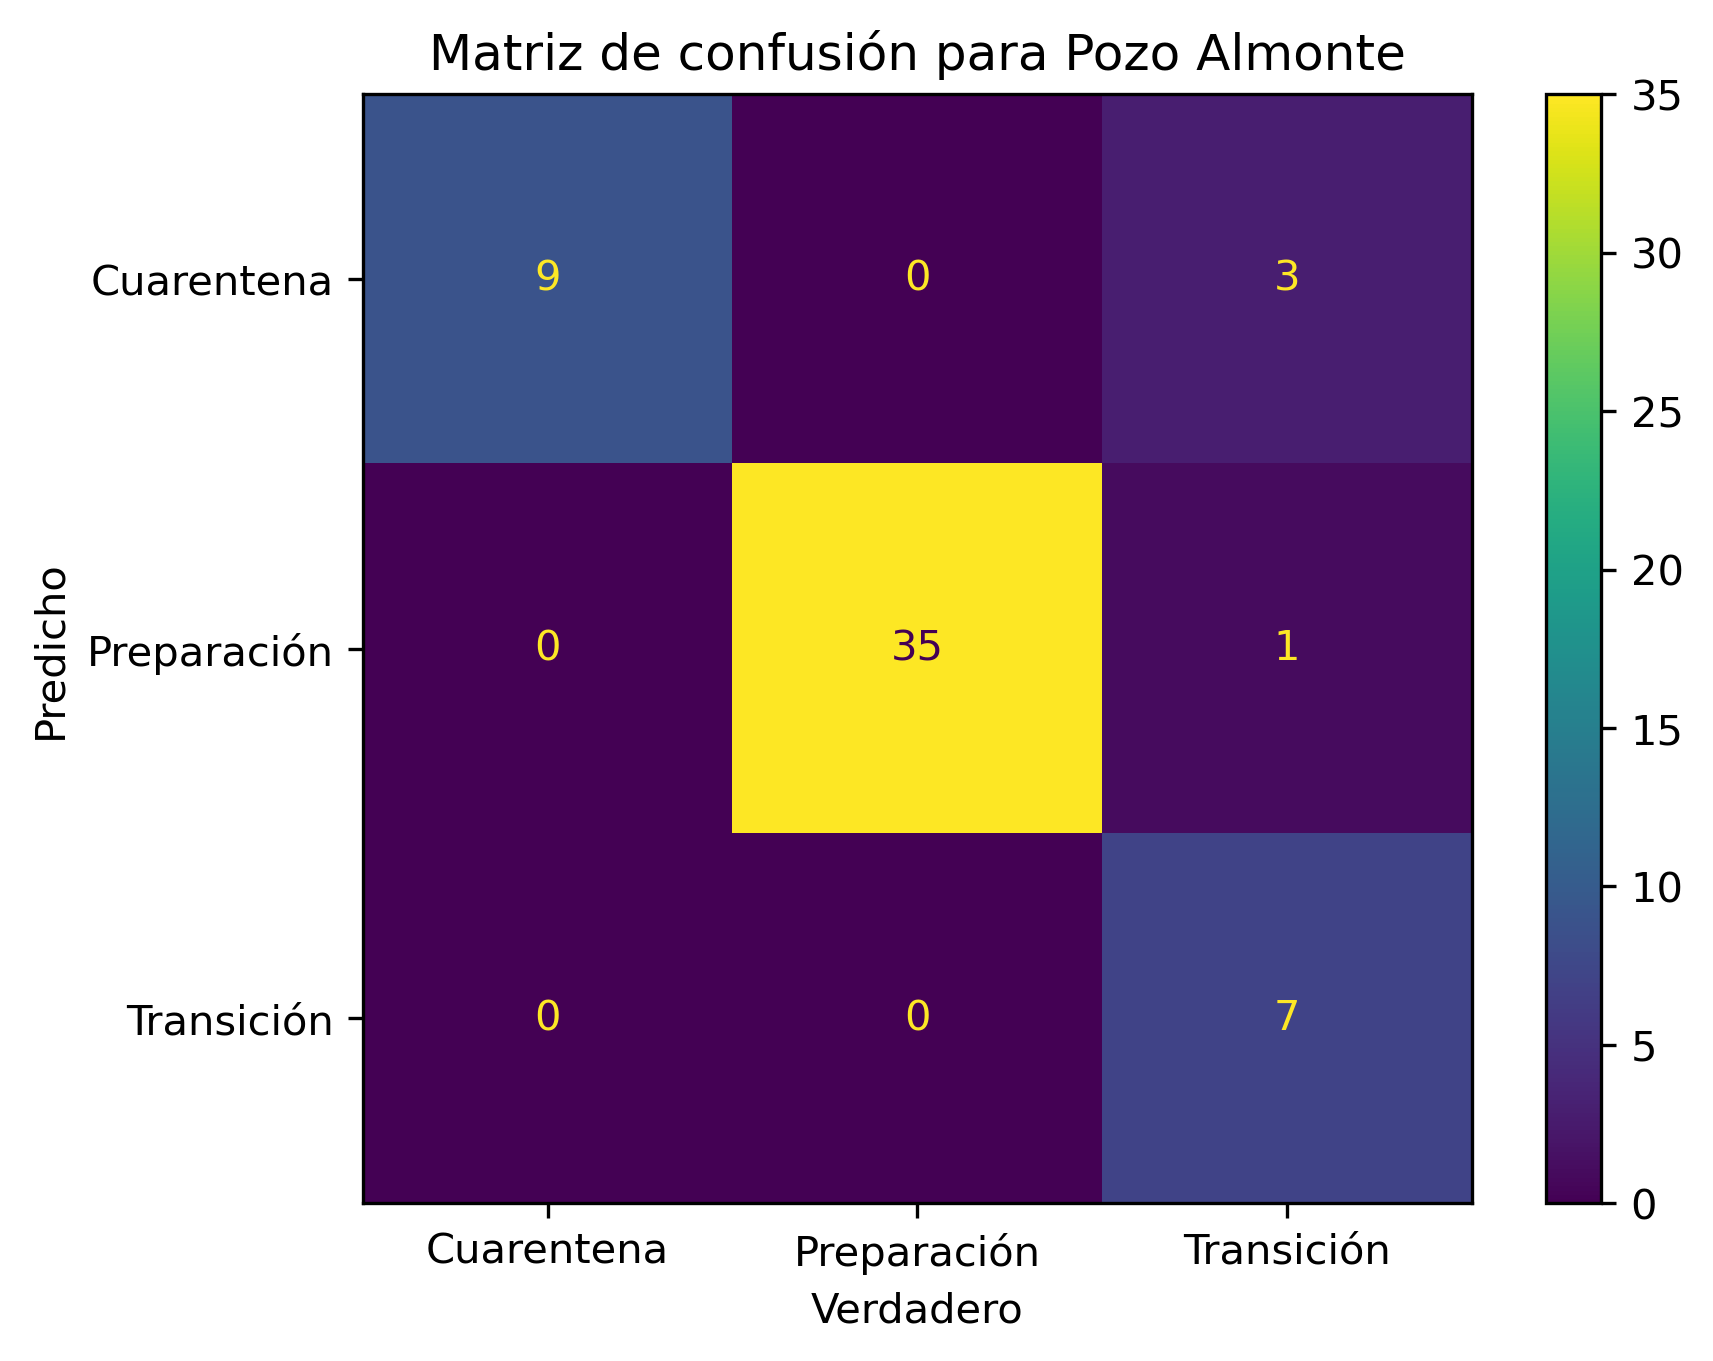 Matriz de confusión para Pozo Almonte
35
30
25
20
15
10
5
0
Predicho
Cuarentena
9
0
3
Preparación
0
35
1
Transición
0
0
7
Cuarentena
Preparación
Transición
Verdadero